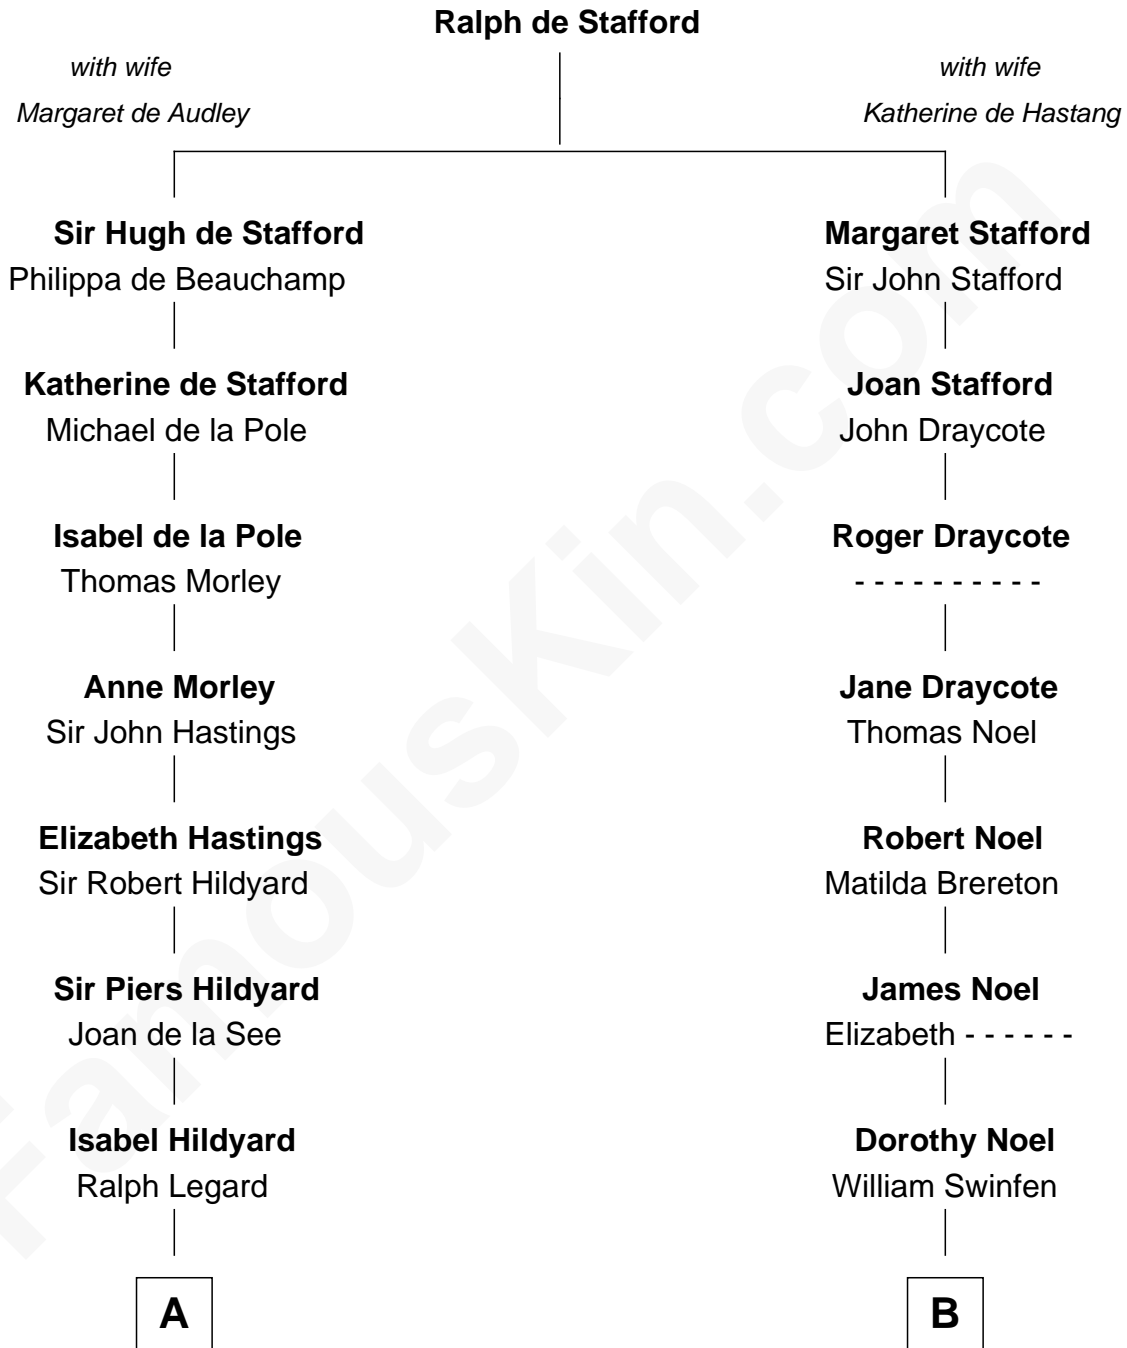 Ralph de Stafford
with wife
Margaret de Audley
with wife
Katherine de Hastang
Sir Hugh de Stafford
Philippa de Beauchamp
Margaret Stafford
Sir John Stafford
Katherine de Stafford
Michael de la Pole
Joan Stafford
John Draycote
Isabel de la Pole
Thomas Morley
Roger Draycote
- - - - - - - - - -
Anne Morley
Sir John Hastings
Jane Draycote
Thomas Noel
Elizabeth Hastings
Sir Robert Hildyard
Robert Noel
Matilda Brereton
Sir Piers Hildyard
Joan de la See
James Noel
Elizabeth - - - - - -
Isabel Hildyard
Ralph Legard
Dorothy Noel
William Swinfen
A
B
FamousKin.com